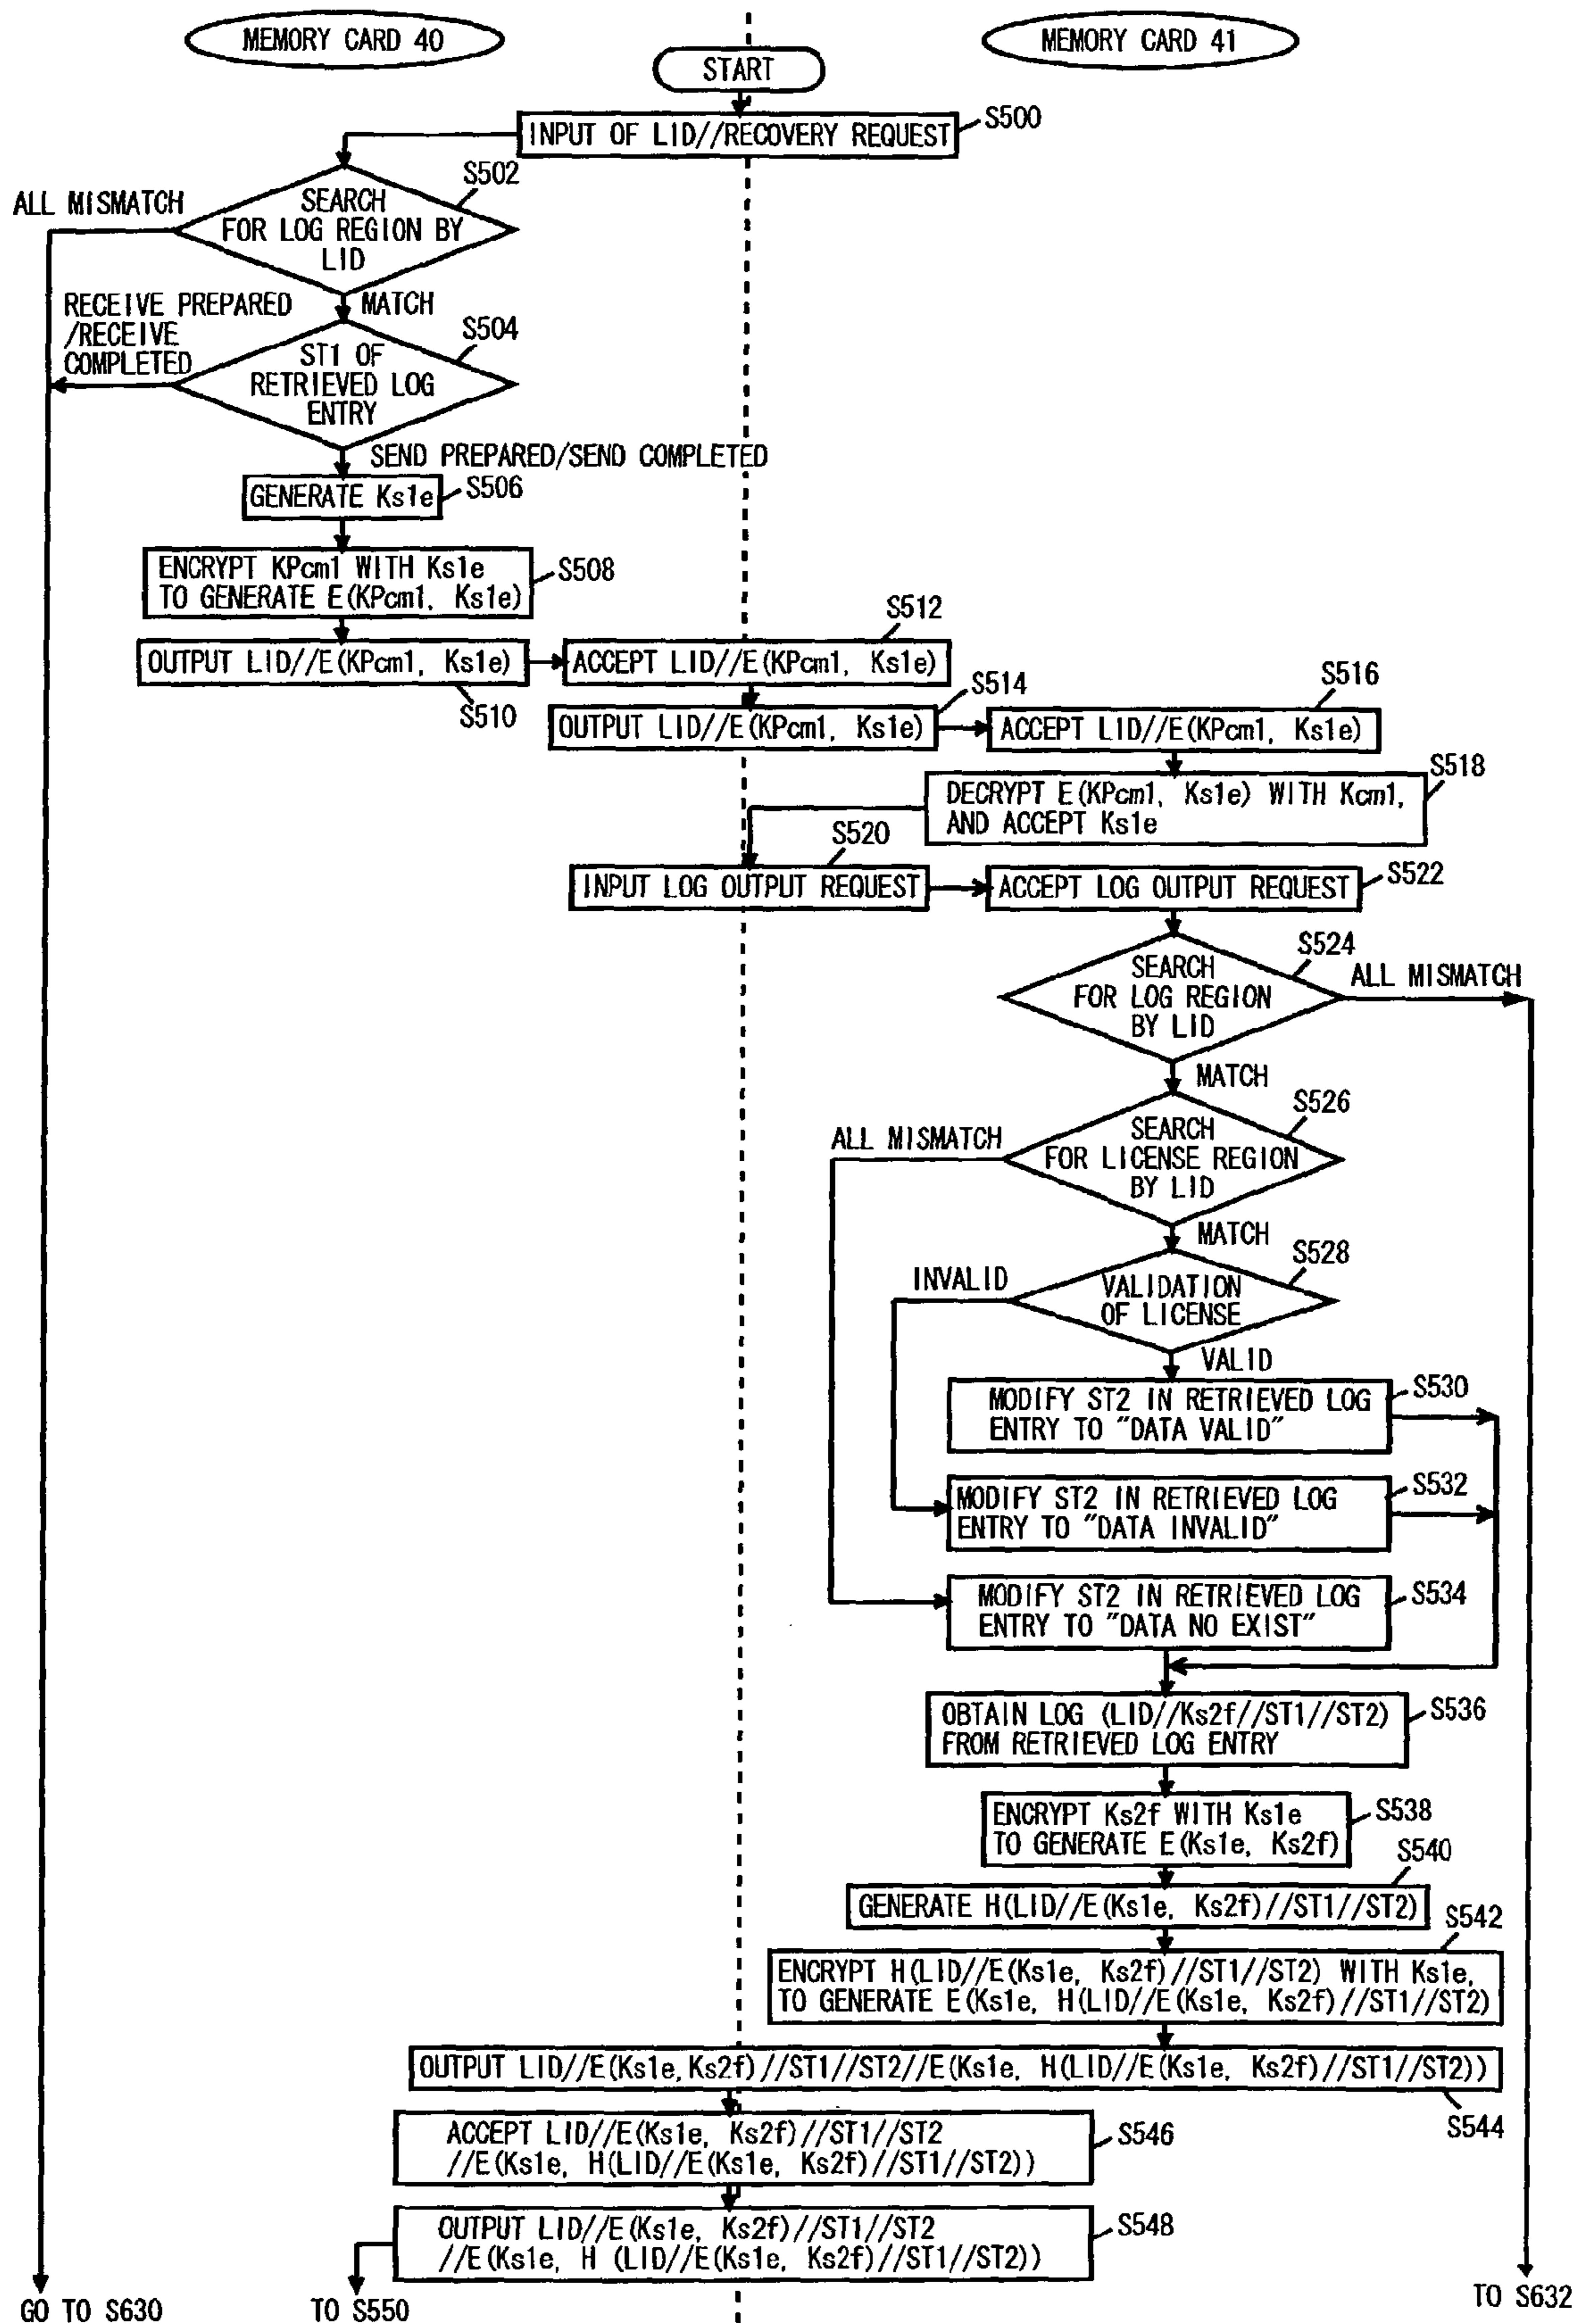 MEMORY CARD 40
MEMORY CARD 41
START
INPUT OF LID//RECOVERY REQUEST
S500
S502
ALL MISMATCH
SEARCH
FOR LOG REGION BY
LID
RECEIVE PREPARED
/RECEIVE
COMPLETED
MATCH
S504
ST1 OF
RETRIEVED LOG
ENTRY
SEND PREPARED/SEND COMPLETED
GENERATE Ks1e
S506
ENCRYPT KPcm1 WITH Ks1e
TO GENERATE E(KPcm1, Ks1e)
S508
S512
OUTPUT LID//E(KPcm1, Ks1e)
ACCEPT LID//E(KPcm1, Ks1e)
S510
S514
S516
OUTPUT LID//E(KPcm1, Ks1e)
ACCEPT LID//E(KPcm1, Ks1e)
S518
DECRYPT E(KPcm1, Ks1e) WITH Kcm1,
AND ACCEPT Ks1e
S520
INPUT LOG OUTPUT REQUEST
ACCEPT LOG OUTPUT REQUEST
S522
S524
SEARCH
FOR LOG REGION
BY LID
ALL MISMATCH
MATCH
S526
ALL MISMATCH
SEARCH
FOR LICENSE REGION
BY LID
MATCH
S528
INVALID
VALIDATION
OF LICENSE
VALID
MODIFY ST2 IN RETRIEVED LOG
ENTRY TO "DATA VALID"
S530
MODIFY ST2 IN RETRIEVED LOG
ENTRY TO "DATA INVALID"
S532
MODIFY ST2 IN RETRIEVED LOG
ENTRY TO "DATA NO EXIST"
S534
OBTAIN LOG (LID//Ks2f//ST1//ST2)
FROM RETRIEVED LOG ENTRY
S536
ENCRYPT Ks2f WITH Ks1e
TO GENERATE E(Ks1e, Ks2f)
S538
S540
GENERATE H(LID//E(Ks1e, Ks2f)//ST1//ST2)
S542
ENCRYPT H(LID//E(Ks1e, Ks2f)//ST1//ST2) WITH Ks1e,
TO GENERATE E(Ks1e, H(LID//E(Ks1e, Ks2f)//ST1//ST2)
OUTPUT LID//E(Ks1e,Ks2f)//ST1//ST2//E(Ks1e, H(LID//E(Ks1e, Ks2f)//ST1//ST2))
S544
ACCEPT LID//E(Ks1e, Ks2f)//ST1//ST2
//E(Ks1e, H(LID//E(Ks1e, Ks2f)//ST1//ST2))
S546
OUTPUT LID//E(Ks1e, Ks2f)//ST1//ST2
//E(Ks1e, H (LID//E(Ks1e, Ks2f)//ST1//ST2))
S548
GO TO S630
TO S550
TO S632